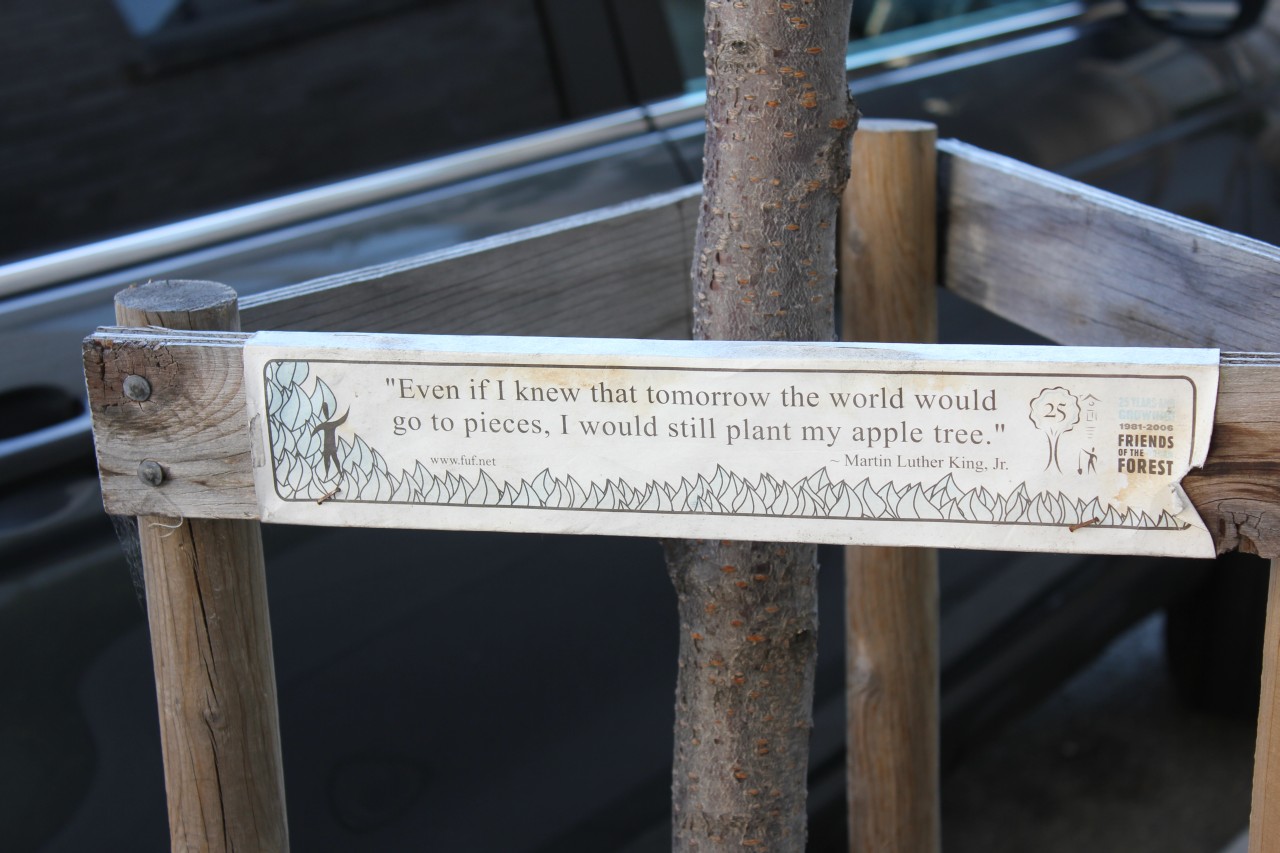 "Even if I knew that tomorrow the world would
go to pieces, I would still plant my apple tree."
www.fuf.net
~ Martin Luther King, Jr.
25
1981-2006
FRIENDS
OF THE
FOREST